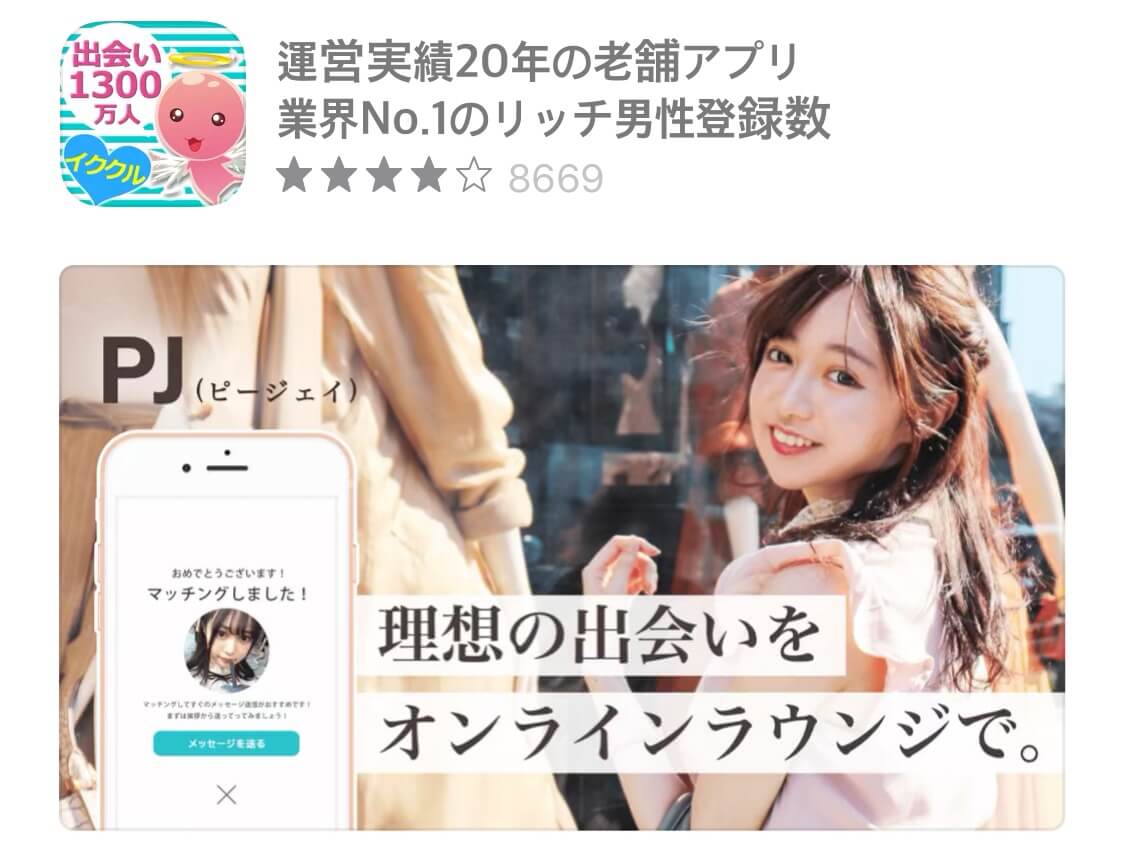 出会い
1300
万人
イククル
運営実績20年の老舗アプリ
業界No.1のリッチ男性登録数
★★★★☆ 8669
PJ(ピージェイ)
おめでとうございます!
マッチングしました!
マッチングしてすぐのメッセージ送信がおすすめです!
まずは挨拶から送ってってみましょう!
メッセージを送る
理想の出会いを
オンラインラウンジで。